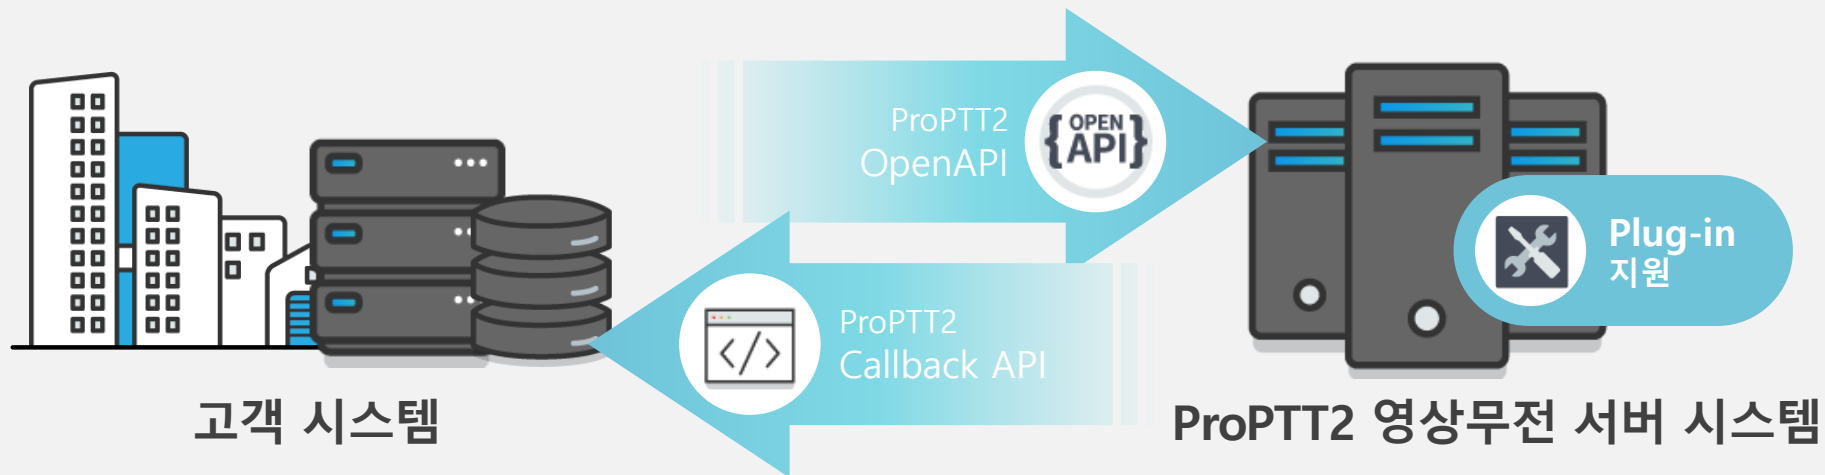 ProPTT2
OpenAPI
OPEN
API
Plug-in
지원
ProPTT2
Callback API
고객 시스템
ProPTT2 영상무전 서버 시스템